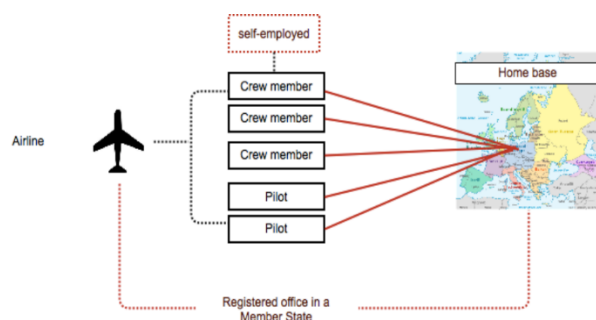 self-employed
Home base
Crew member
Crew member
Airline
Crew member
Pilot
Pilot
Registered office in a
Member State